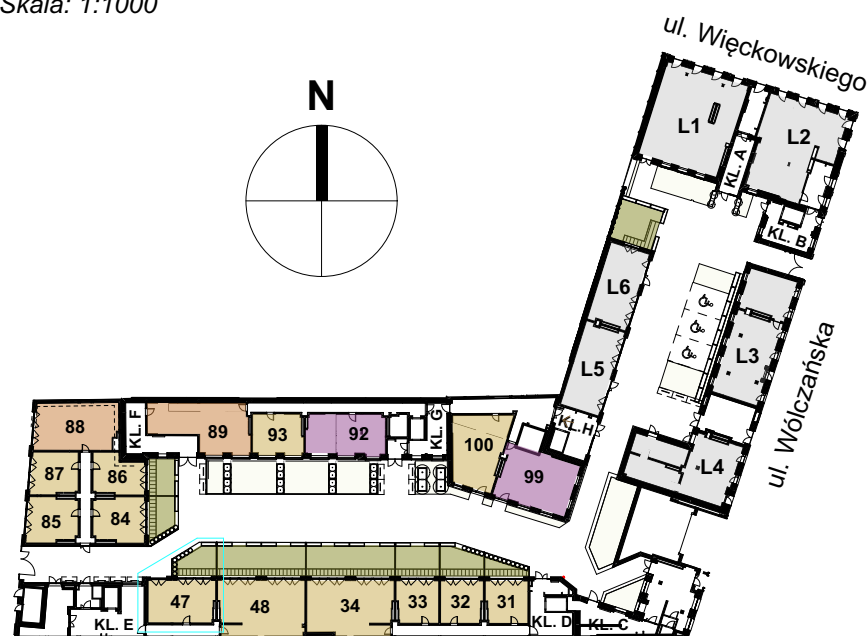 Skala: 1:1000
ul. Więckowskiego
N
L1
L2
KL. A
KL. B
L6
L3
L5
ul. Wólczańska
KL.H
L4
88
KL. F
89
93
92
KL. G
100
99
87
86
85
84
47
48
34
33
32
31
KL. E
KL. D
KL. C